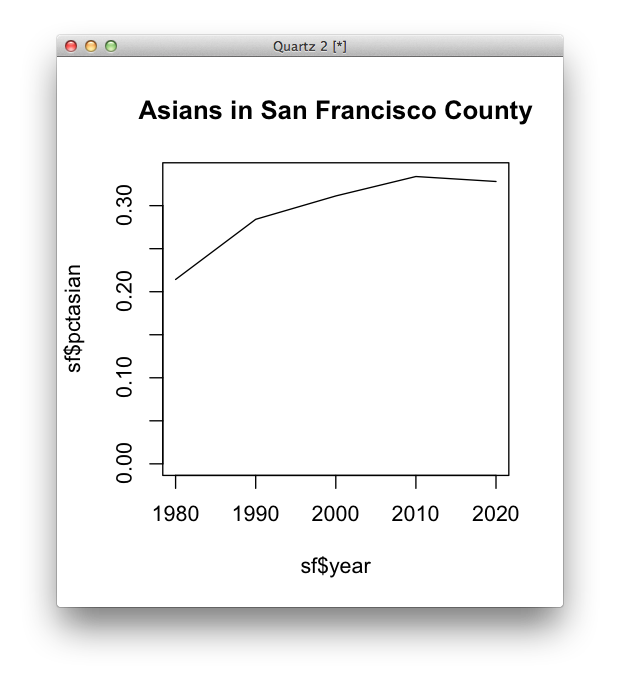 Quartz 2 [*]
Asians in San Francisco County
sf$pctasian
0.30
0.20
0.10
0.00
1980 1990 2000 2010 2020
sf$year